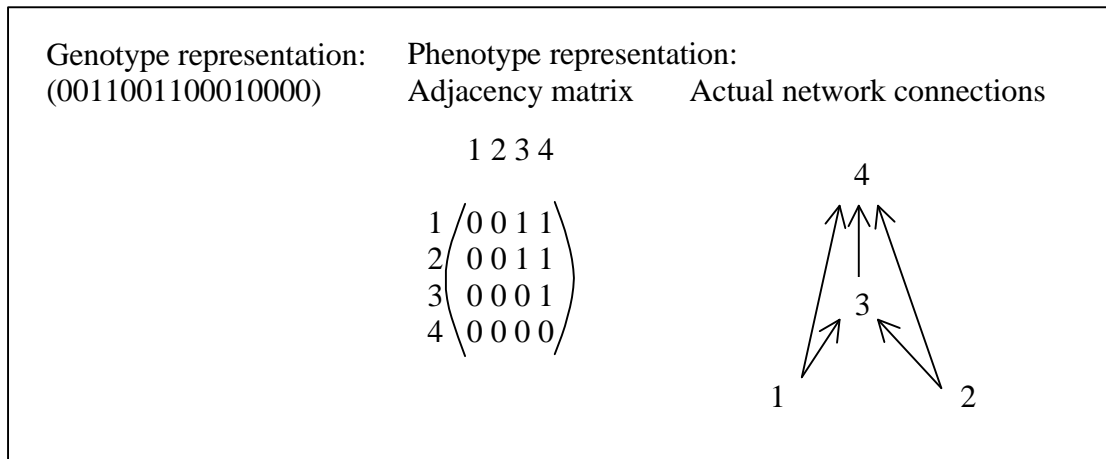 Genotype representation: Phenotype representation:
(0011001100010000) Adjacency matrix Actual network connections
1 2 3 4
4
1 0 0 1 1
2 0 0 1 1
3 0 0 0 1
3
4 0 0 0 0
1 2